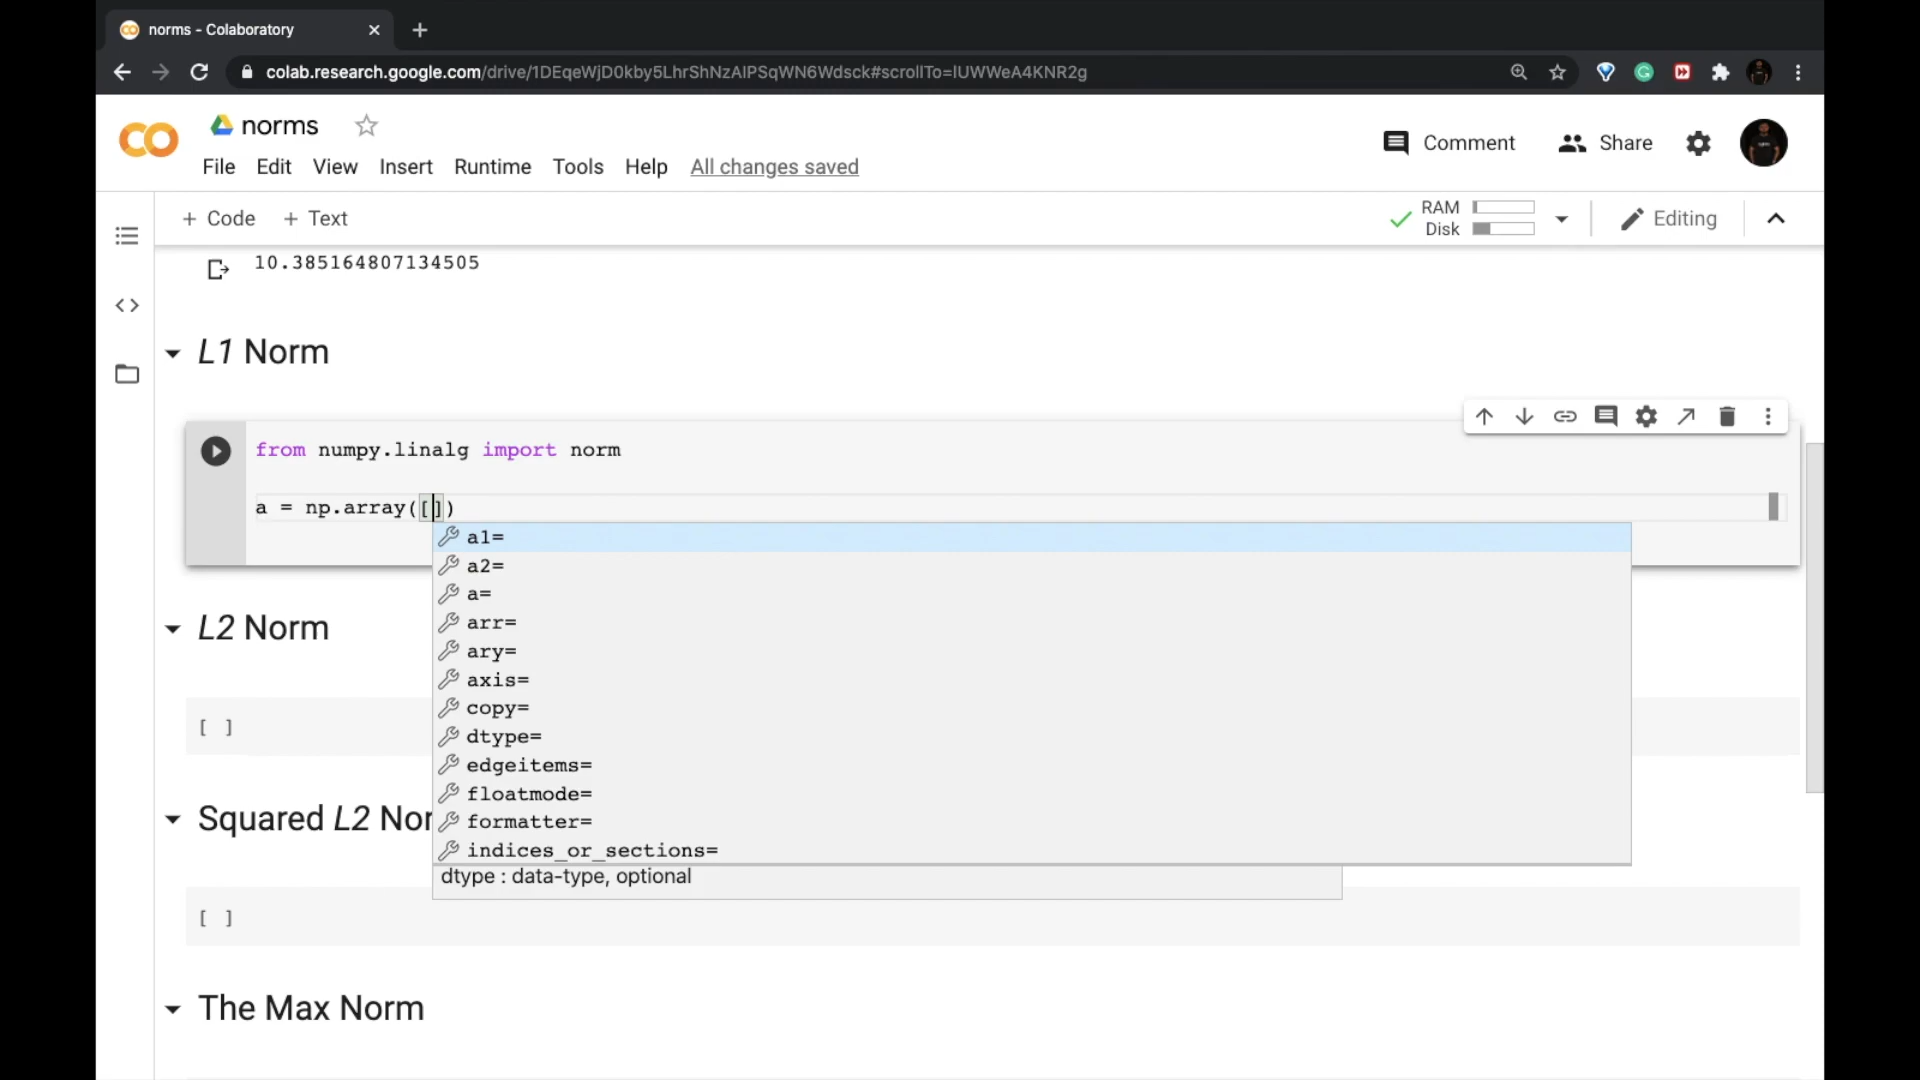 norms - Colaboratory
colab.research.google.com/drive/1DEqeWjD0kby5LhrShNzAIPSqWN6Wdsck#scrollTo=IUWWeA4KNR2g
norms
Comment Share
File Edit View Insert Runtime Tools Help All changes saved
+ Code + Text
RAM
Disk
Editing
10.385164807134505
L1 Norm
from numpy.linalg import norm
a = np.array([])
a1=
a2=
a=
arr=
ary=
axis=
copy=
dtype=
edgeitems=
floatmode=
formatter=
indices_or_sections=
dtype : data-type, optional
L2 Norm
[ ]
Squared L2 Nor
[ ]
The Max Norm